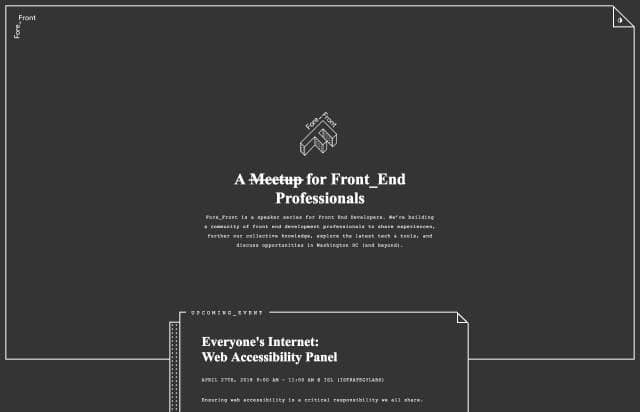 Fore_Front
Fore_Front
A Meetup for Front_End
Professionals
Fore_Front is a speaker series for Front End Developers. We're building
a community of front end development professionals to share experiences,
further our collective knowledge, explore the latest tech & tools, and
discuss opportunities in Washington DC (and beyond).
UPCOMING_EVENT
Everyone's Internet:
Web Accessibility Panel
APRIL 27TH, 2018 9:00 AM - 12:00 AM @ ISL (ISTRATEGYLABS)
Ensuring web accessibility is a critical responsibility we all share.